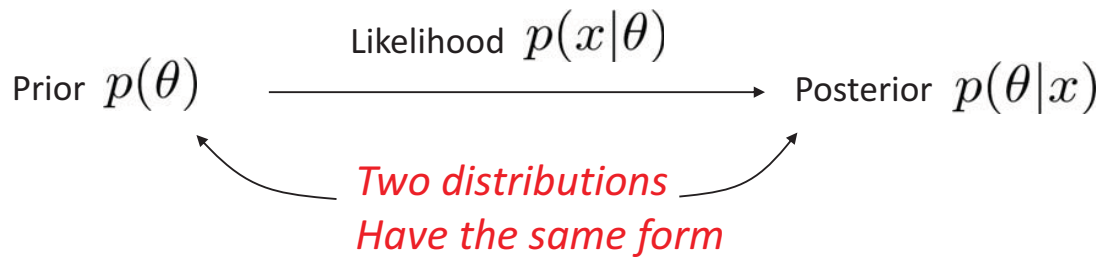 Likelihood p(x|θ)
Prior p(θ)
Posterior p(θ|x)
Two distributions
Have the same form